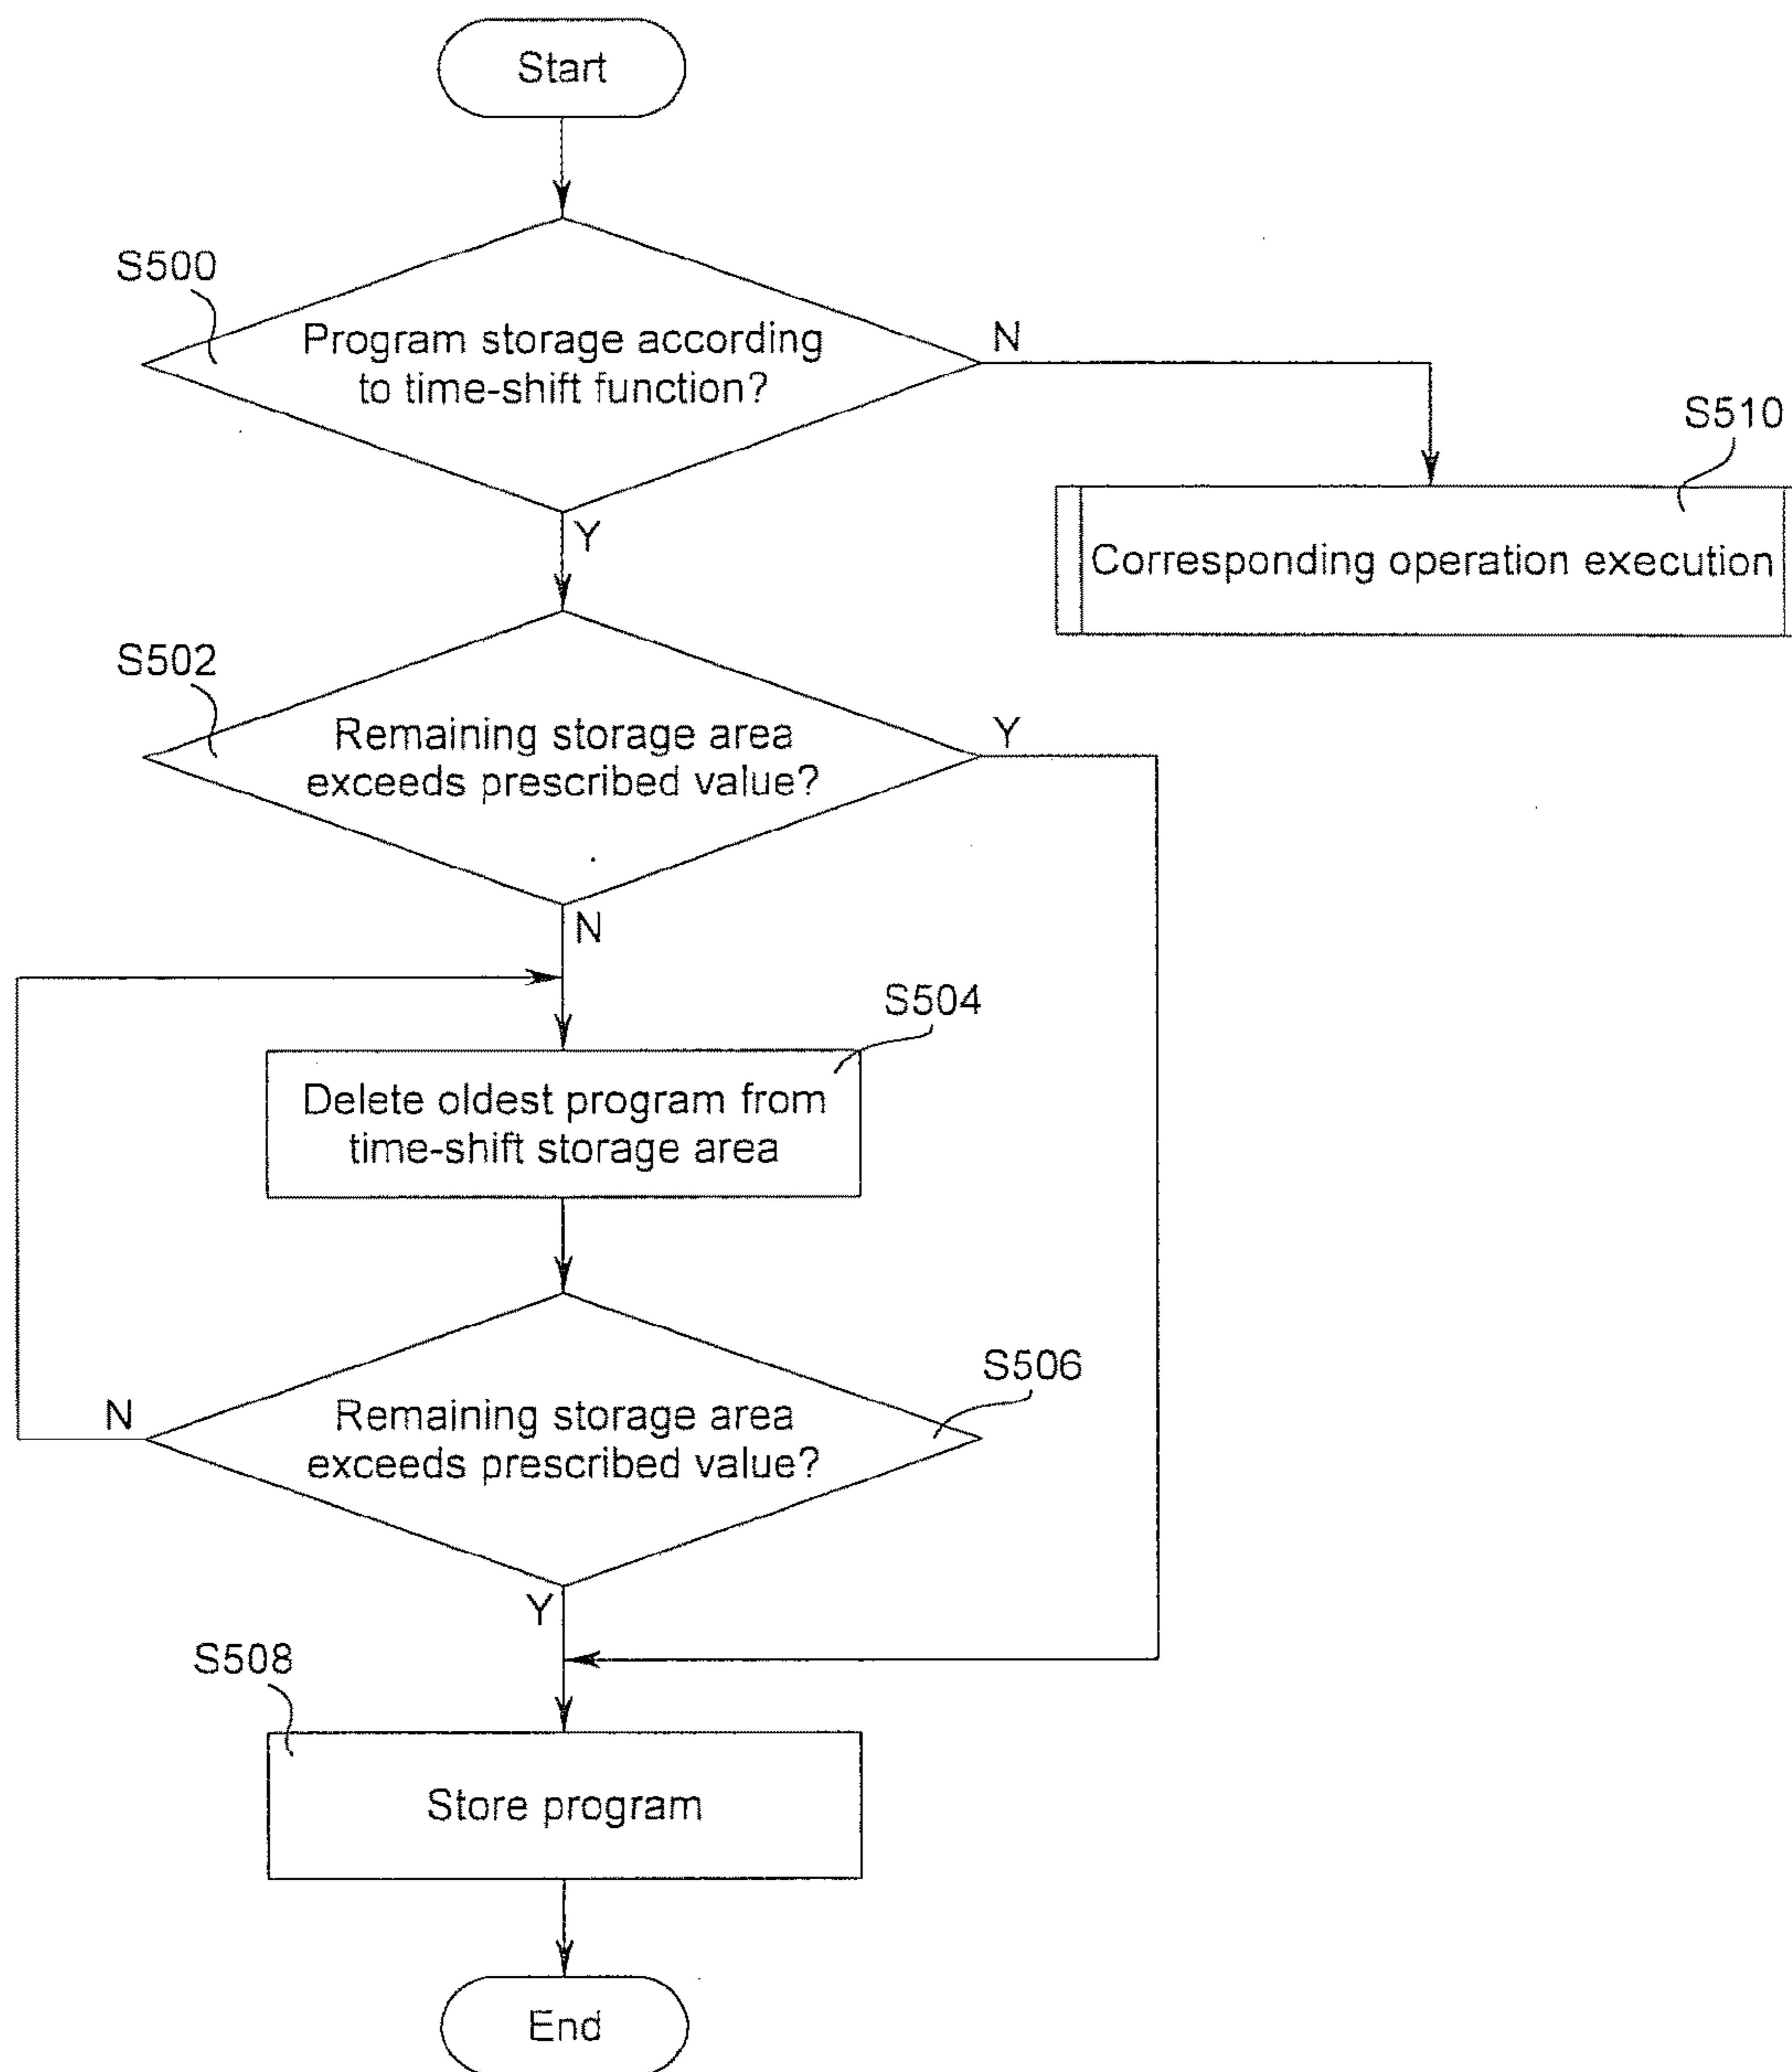 Start
S500
Program storage according
to time-shift function?
N
Y
S510
Corresponding operation execution
S502
Remaining storage area
exceeds prescribed value?
Y
N
S504
Delete oldest program from
time-shift storage area
S506
Remaining storage area
exceeds prescribed value?
N
Y
S508
Store program
End